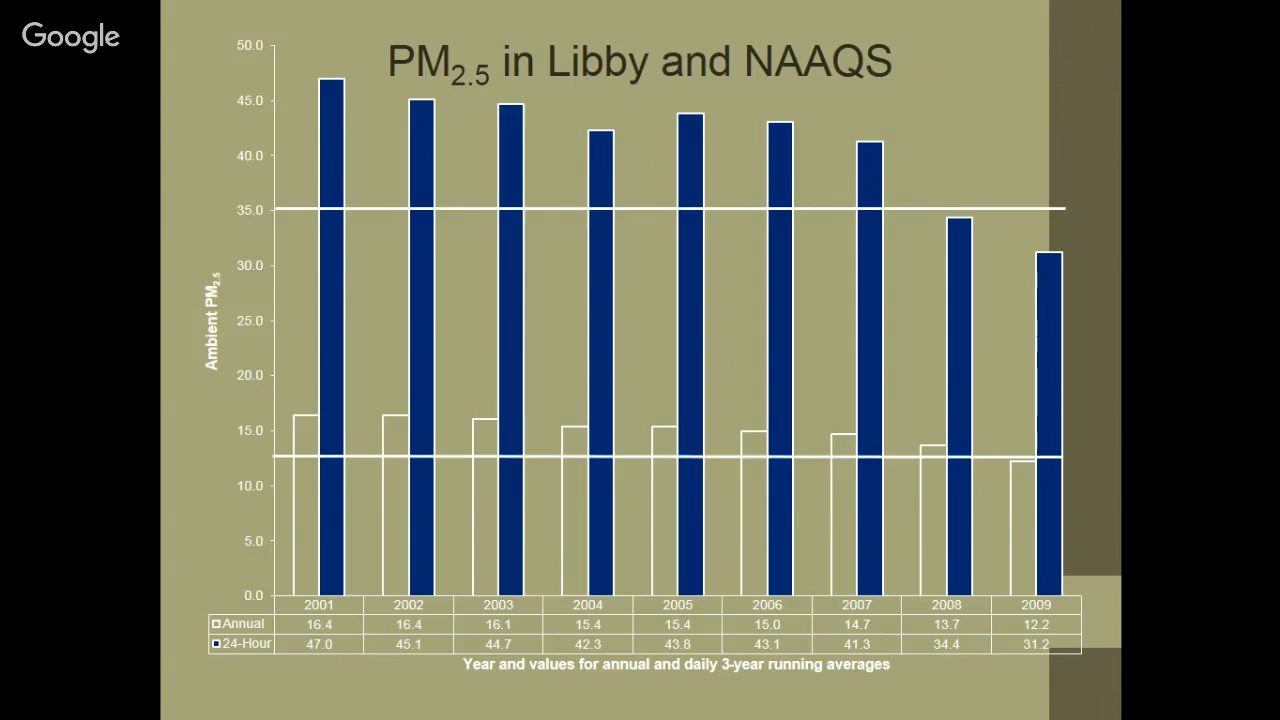 Google
PM2.5 in Libby and NAAQS
50.0
45.0
40.0
35.0
30.0
25.0
20.0
15.0
10.0
5.0
0.0
Ambient PM2.5
2001 2002 2003 2004 2005 2006 2007 2008 2009
Annual 16.4 16.4 16.1 15.4 15.4 15.0 14.7 13.7 12.2
24-Hour 47.0 45.1 44.7 42.3 43.8 43.1 41.3 34.4 31.2
Year and values for annual and daily 3-year running averages